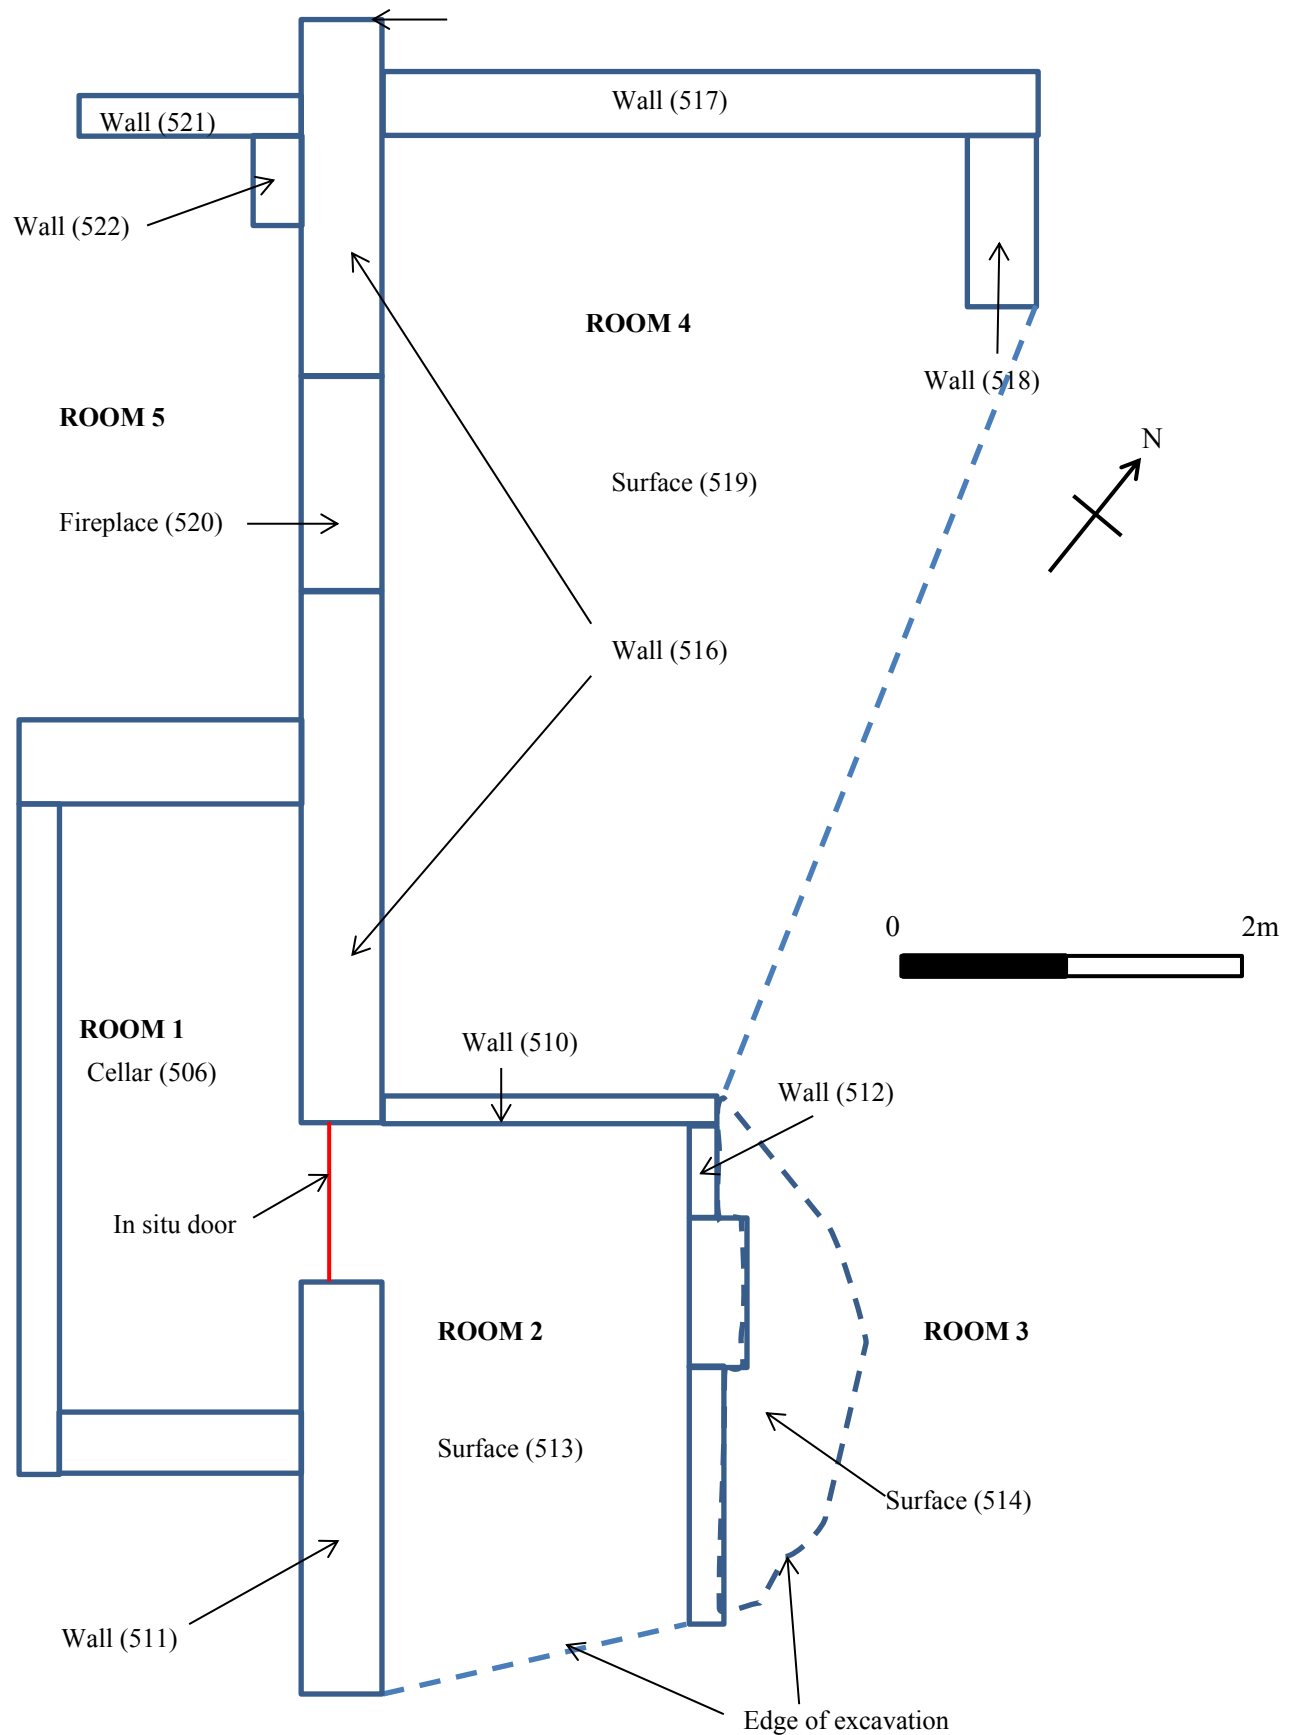 Wall (517)
Wall (521)
Wall (522)
ROOM 4
Wall (518)
ROOM 5
N
Surface (519)
Fireplace (520)
Wall (516)
0
2m
ROOM 1
Wall (510)
Cellar (506)
Wall (512)
In situ door
ROOM 2
ROOM 3
Surface (513)
Surface (514)
Wall (511)
Edge of excavation